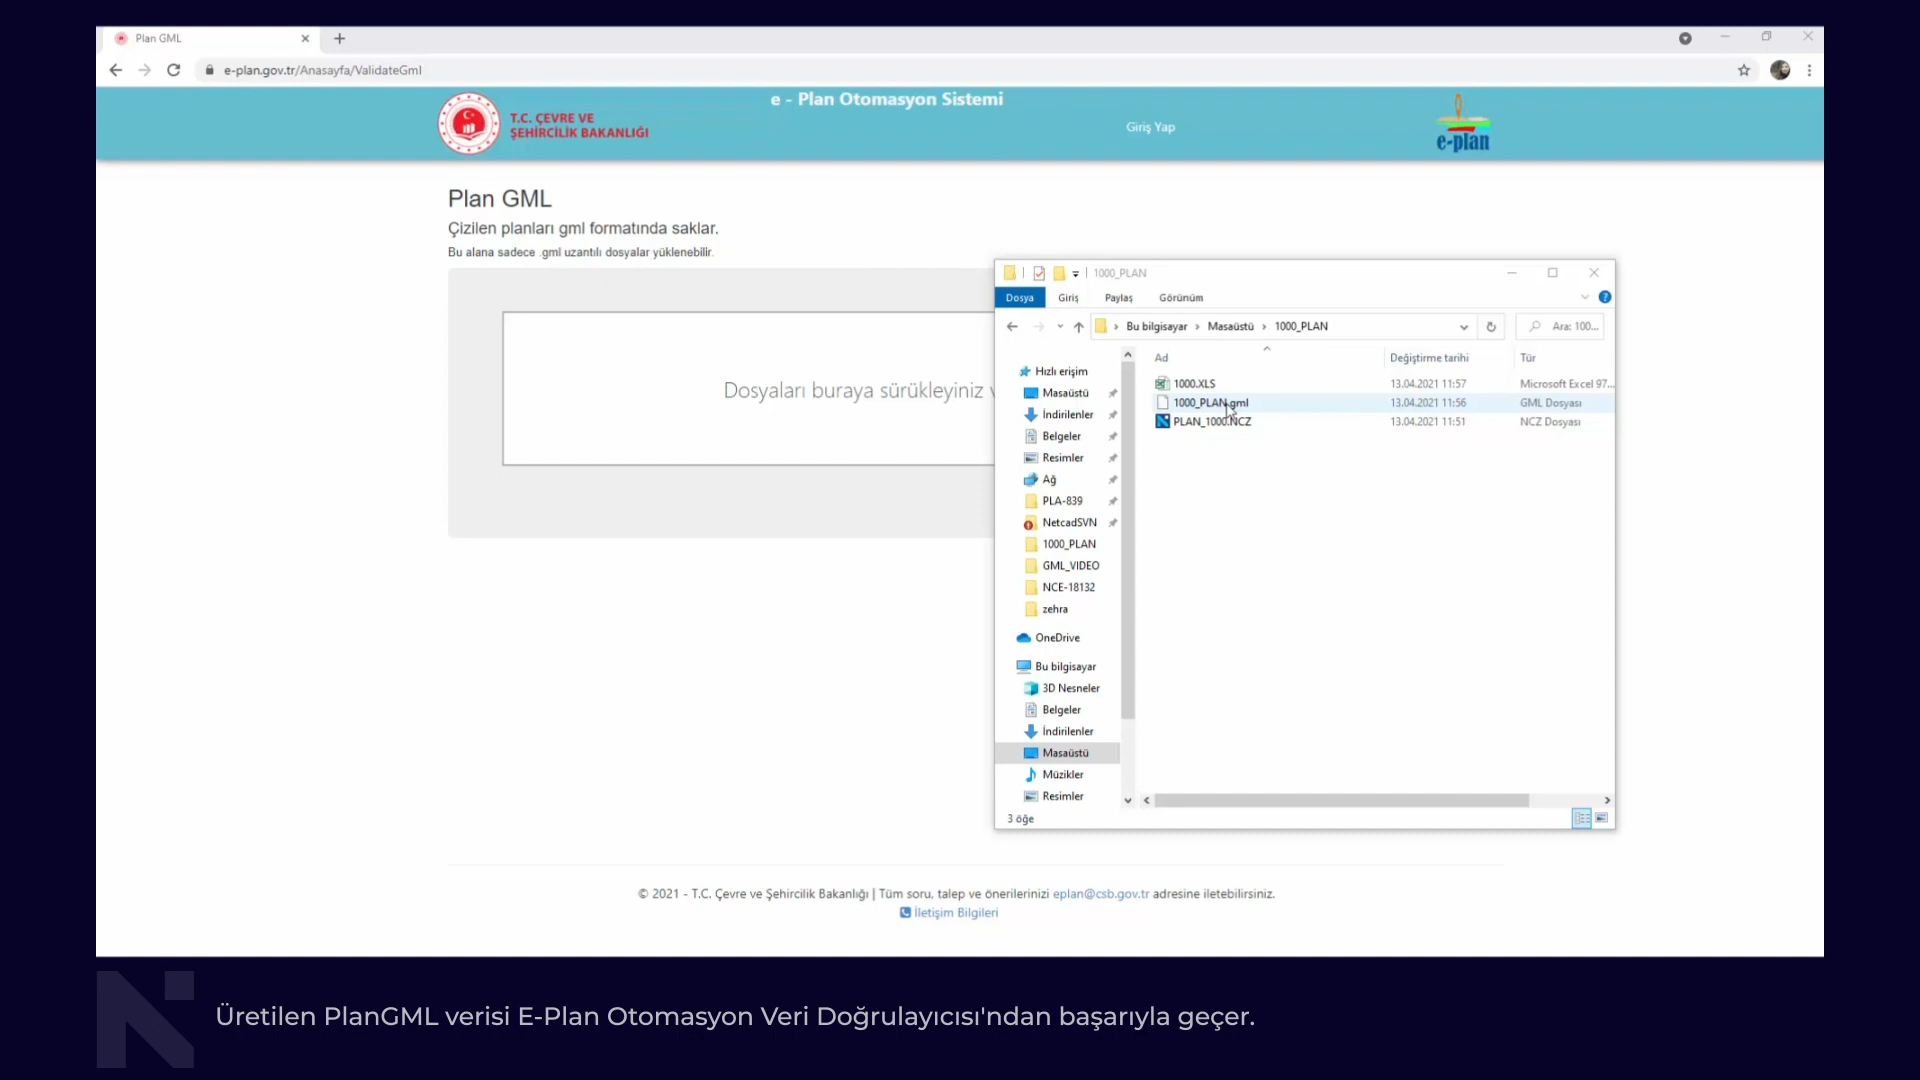 Plan GML
e-plan.gov.tr/Anasayfa/ValidateGml
T.C. ÇEVRE VE
ŞEHİRCİLİK BAKANLIĞI
e - Plan Otomasyon Sistemi
Giriş Yap
e-plan
Plan GML
Çizilen planları gml formatında saklar.
Bu alana sadece .gml uzantılı dosyalar yüklenebilir.
Dosyaları buraya sürükleyiniz
1000_PLAN
Dosya Giriş Paylaş Görünüm
Bu bilgisayar Masaüstü 1000_PLAN
Ara: 100...
Ad Değiştirme tarihi Tür
1000.XLS 13.04.2021 11:57 Microsoft Excel 97...
1000_PLAN.gml 13.04.2021 11:56 GML Dosyası
PLAN_1000.NCZ 13.04.2021 11:51 NCZ Dosyası
Hızlı erişim
Masaüstü
İndirilenler
Belgeler
Resimler
Ağ
PLA-839
NetcadSVN
1000_PLAN
GML_VIDEO
NCE-18132
zehra
OneDrive
Bu bilgisayar
3D Nesneler
Belgeler
İndirilenler
Masaüstü
Müzikler
Resimler
3 öğe
© 2021 - T.C. Çevre ve Şehircilik Bakanlığı | Tüm soru, talep ve önerilerinizi eplan@csb.gov.tr adresine iletebilirsiniz.
İletişim Bilgileri
Üretilen PlanGML verisi E-Plan Otomasyon Veri Doğrulayıcısı'ndan başarıyla geçer.